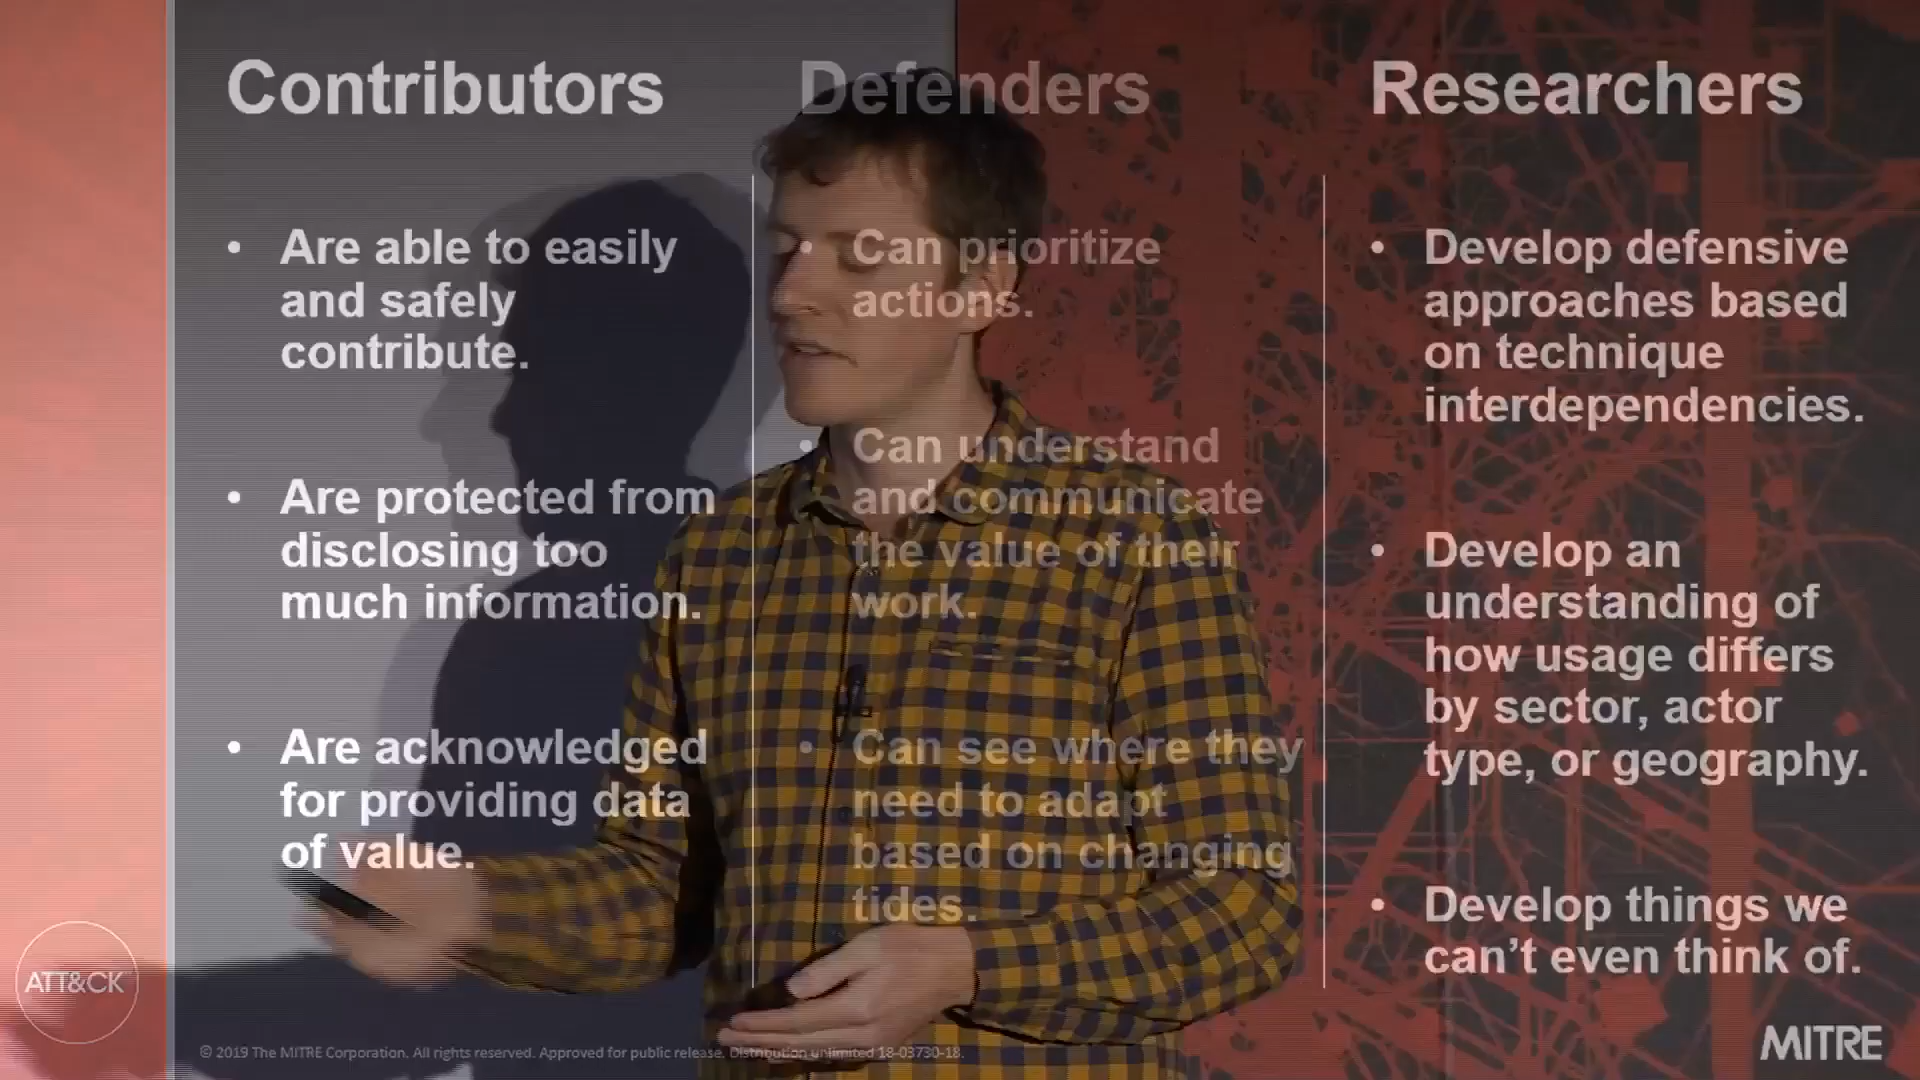 Contributors
• Are able to easily
and safely
contribute.
• Are protected from
disclosing too
much information.
• Are acknowledged
for providing data
of value.
Defenders
• Can prioritize
actions.
• Can understand
and communicate
the value of their
work.
• Can see where they
need to adapt
based on changing
tides.
Researchers
• Develop defensive
approaches based
on technique
interdependencies.
• Develop an
understanding of
how usage differs
by sector, actor
type, or geography.
• Develop things we
can’t even think of.
ATT&CK™
© 2019 The MITRE Corporation. All rights reserved. Approved for public release. Distribution unlimited 18-03730-18.
MITRE